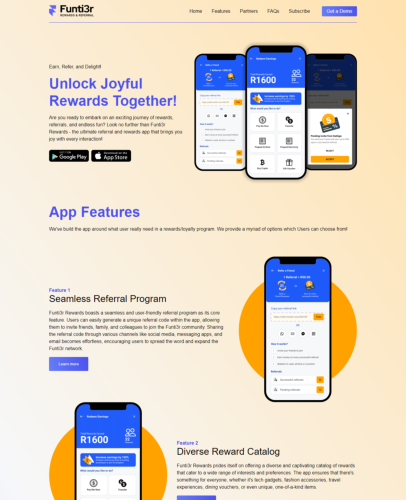 Funti3r
REWARDS & REFERRAL
Home Features Partners FAQs Subscribe Get a Demo
Earn, Refer, and Delight!
Unlock Joyful
Rewards Together!
Are you ready to embark on an exciting journey of rewards,
referrals, and endless fun? Look no further than Funti3r
Rewards - the ultimate referral and rewards app that brings you
joy with every interaction!
Google Play
App Store
R1600
App Features
We've build the app around what user really need in a rewards/loyalty program. We provide a myriad of options which Users can choose from!
Feature 1
Seamless Referral Program
Funti3r Rewards boasts a seamless and user-friendly referral program as its core
feature. Users can easily generate a unique referral code within the app, allowing
them to invite friends, family, and colleagues to join the Funti3r community. Sharing
the referral code through various channels like social media, messaging apps, and
email becomes effortless, encouraging users to spread the word and expand the
Funti3r network.
Learn more
R1600
Feature 2
Diverse Reward Catalog
Funti3r Rewards prides itself on offering a diverse and captivating catalog of rewards
that cater to a wide range of interests and preferences. The app ensures that there's
something for everyone, whether it's tech gadgets, fashion accessories, travel
experiences, dining vouchers, or even unique, one-of-a-kind items.